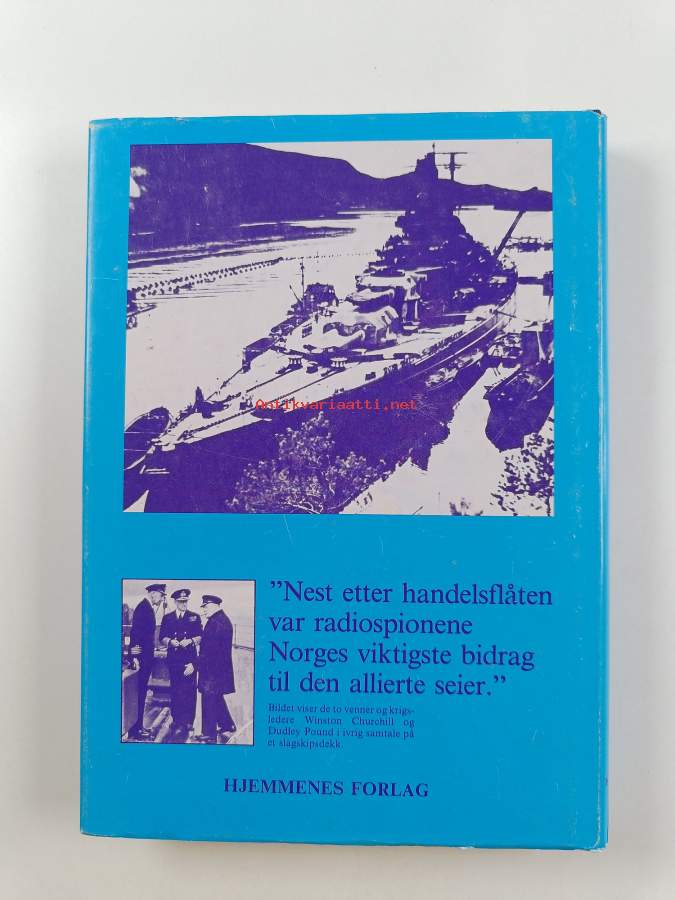 Antikvariaatti.net
”Nest etter handelsflåten
var radiospionene
Norges viktigste bidrag
til den allierte seier.”
Bildet viser de to venner og krigs-
ledere Winston Churchill og
Dudley Pound i ivrig samtale på
et slagskipsdekk.
HJEMMENES FORLAG